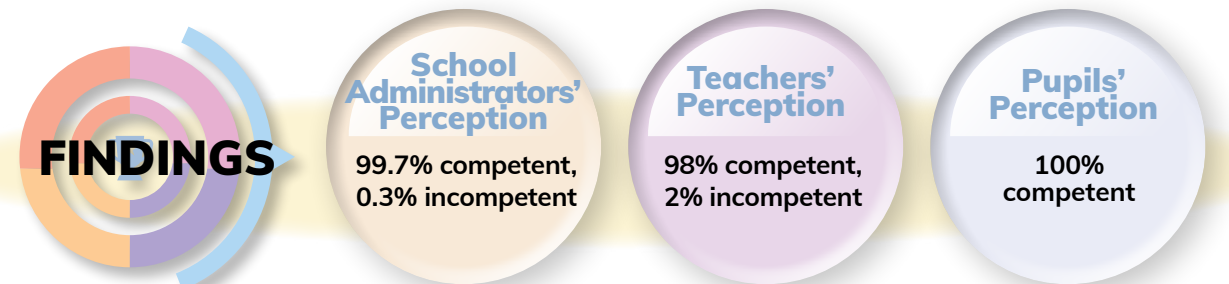 FINDINGS
School
Administrators’
Perception
99.7% competent,
0.3% incompetent
Teachers’
Perception
98% competent,
2% incompetent
Pupils’
Perception
100%
competent